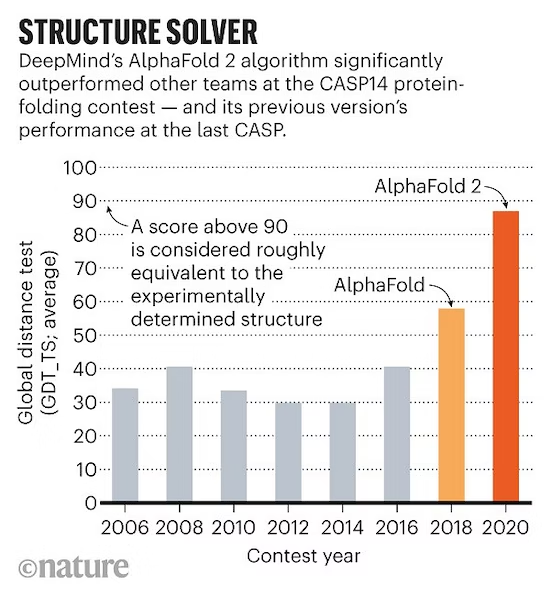 STRUCTURE SOLVER
DeepMind’s AlphaFold 2 algorithm significantly
outperformed other teams at the CASP14 protein-
folding contest — and its previous version’s
performance at the last CASP.
100
90
80
70
60
50
40
30
20
10
0
Global distance test
(GDT_TS; average)
A score above 90
is considered roughly
equivalent to the
experimentally
determined structure
AlphaFold 2
AlphaFold
2006 2008 2010 2012 2014 2016 2018 2020
Contest year
©nature